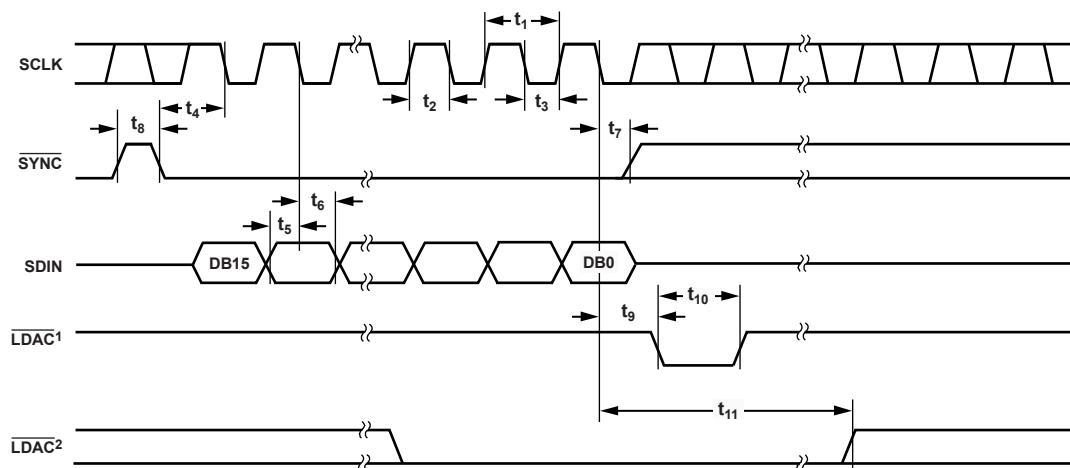 t1
SCLK
t2
t3
t4
t8
t7
SYNC
t6
t5
SDIN
DB15
DB0
t10
t9
LDAC1
t11
LDAC2